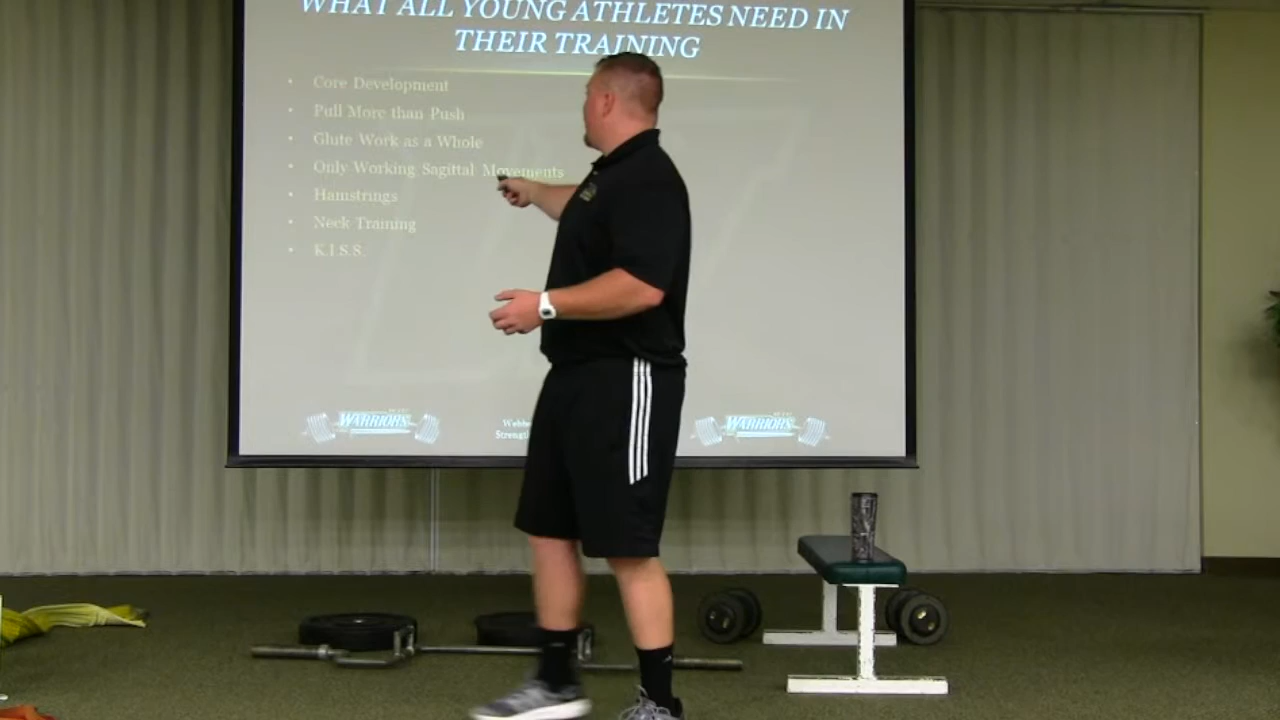 WHAT ALL YOUNG ATHLETES NEED IN
THEIR TRAINING
• Core Development
• Pull More than Push
• Glute Work as a Whole
• Only Working Sagittal Movements
• Hamstrings
• Neck Training
• K.I.S.S.
WARRIORS
WARRIORS